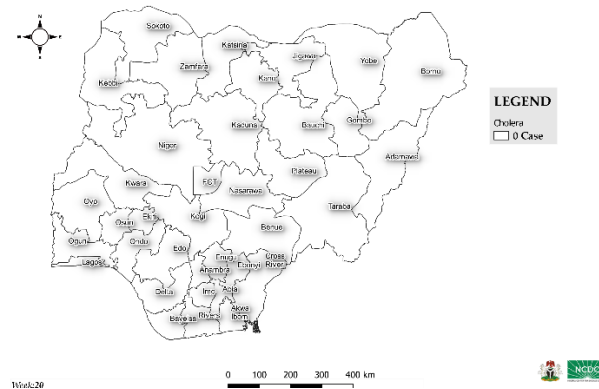 Sokoto
Katsina
Jigawa
Yobe
Borno
Zamfara
Kano
Kebbi
LEGEND
Cholera
0 Case
Gombe
Kaduna
Bauchi
Niger
Adamawa
Plateau
FCT
Kwara
Nasarawa
Oyo
Taraba
Kogi
Osun
Ekiti
Benue
Ogun
Ondo
Edo
Lagos
Enugu
Ebonyi
Cross
River
Anambra
Delta
Imo
Abia
Akwa
Ibom
Bayelsa
Rivers
Week:20
0 100 200 300 400 km
NCDC